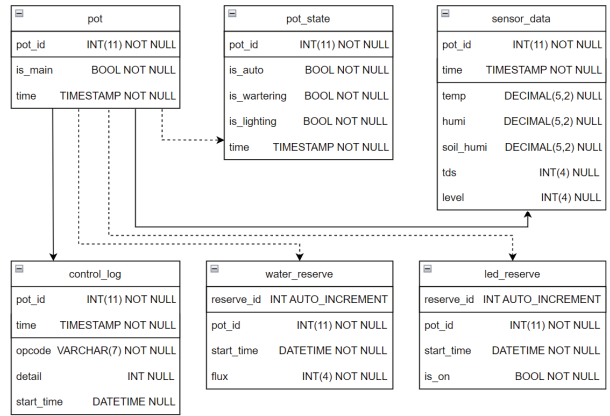 pot
pot_id INT(11) NOT NULL
is_main BOOL NOT NULL
time TIMESTAMP NOT NULL
pot_state
pot_id INT(11) NOT NULL
is_auto BOOL NOT NULL
is_wartering BOOL NOT NULL
is_lighting BOOL NOT NULL
time TIMESTAMP NOT NULL
sensor_data
pot_id INT(11) NOT NULL
time TIMESTAMP NOT NULL
temp DECIMAL(5,2) NULL
humi DECIMAL(5,2) NULL
soil_humi DECIMAL(5,2) NULL
tds INT(4) NULL
level INT(4) NULL
control_log
pot_id INT(11) NOT NULL
time TIMESTAMP NOT NULL
opcode VARCHAR(7) NOT NULL
detail INT NULL
start_time DATETIME NULL
water_reserve
reserve_id INT AUTO_INCREMENT
pot_id INT(11) NOT NULL
start_time DATETIME NOT NULL
flux INT(4) NOT NULL
led_reserve
reserve_id INT AUTO_INCREMENT
pot_id INT(11) NOT NULL
start_time DATETIME NOT NULL
is_on BOOL NOT NULL